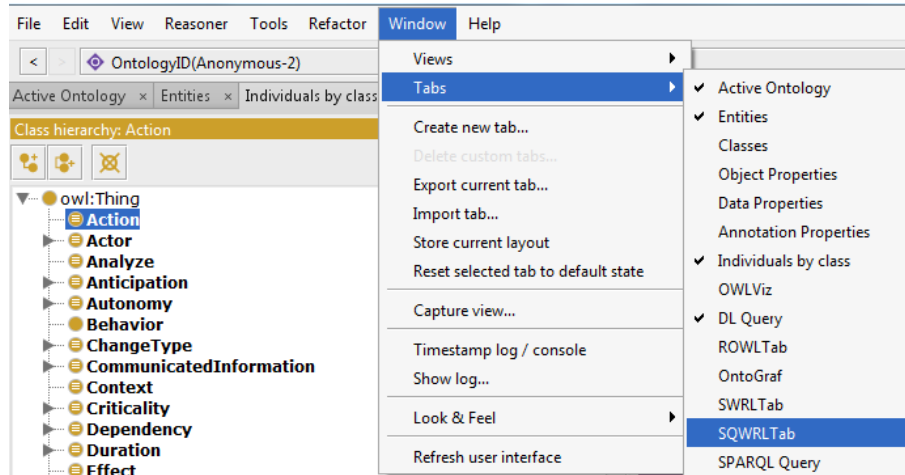 File Edit View Reasoner Tools Refactor Window Help
< > OntologyID(Anonymous-2)
Active Ontology × Entities × Individuals by class
Class hierarchy: Action
owl:Thing
Action
Actor
Analyze
Anticipation
Autonomy
Behavior
ChangeType
CommunicatedInformation
Context
Criticality
Dependency
Duration
Effect
Views
Tabs
Create new tab...
Delete custom tabs...
Export current tab...
Import tab...
Store current layout
Reset selected tab to default state
Capture view...
Timestamp log / console
Show log...
Look & Feel
Refresh user interface
Active Ontology
Entities
Classes
Object Properties
Data Properties
Annotation Properties
Individuals by class
OWLViz
DL Query
ROWLTab
OntoGraf
SWRLTab
SQWRLTab
SPARQL Query